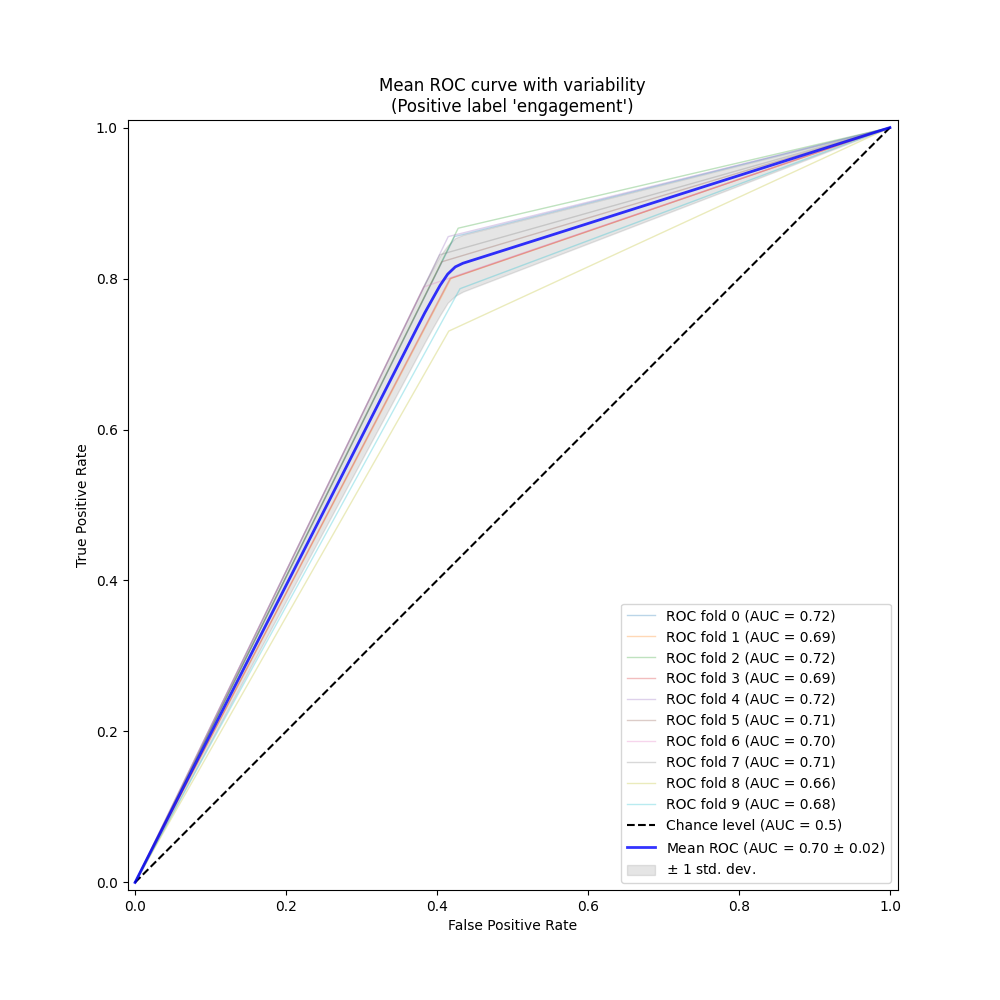 Mean ROC curve with variability
(Positive label 'engagement')
True Positive Rate
1.0
0.8
0.6
0.4
0.2
0.0
0.0 0.2 0.4 0.6 0.8 1.0
False Positive Rate
ROC fold 0 (AUC = 0.72)
ROC fold 1 (AUC = 0.69)
ROC fold 2 (AUC = 0.72)
ROC fold 3 (AUC = 0.69)
ROC fold 4 (AUC = 0.72)
ROC fold 5 (AUC = 0.71)
ROC fold 6 (AUC = 0.70)
ROC fold 7 (AUC = 0.71)
ROC fold 8 (AUC = 0.66)
ROC fold 9 (AUC = 0.68)
Chance level (AUC = 0.5)
Mean ROC (AUC = 0.70 ± 0.02)
± 1 std. dev.